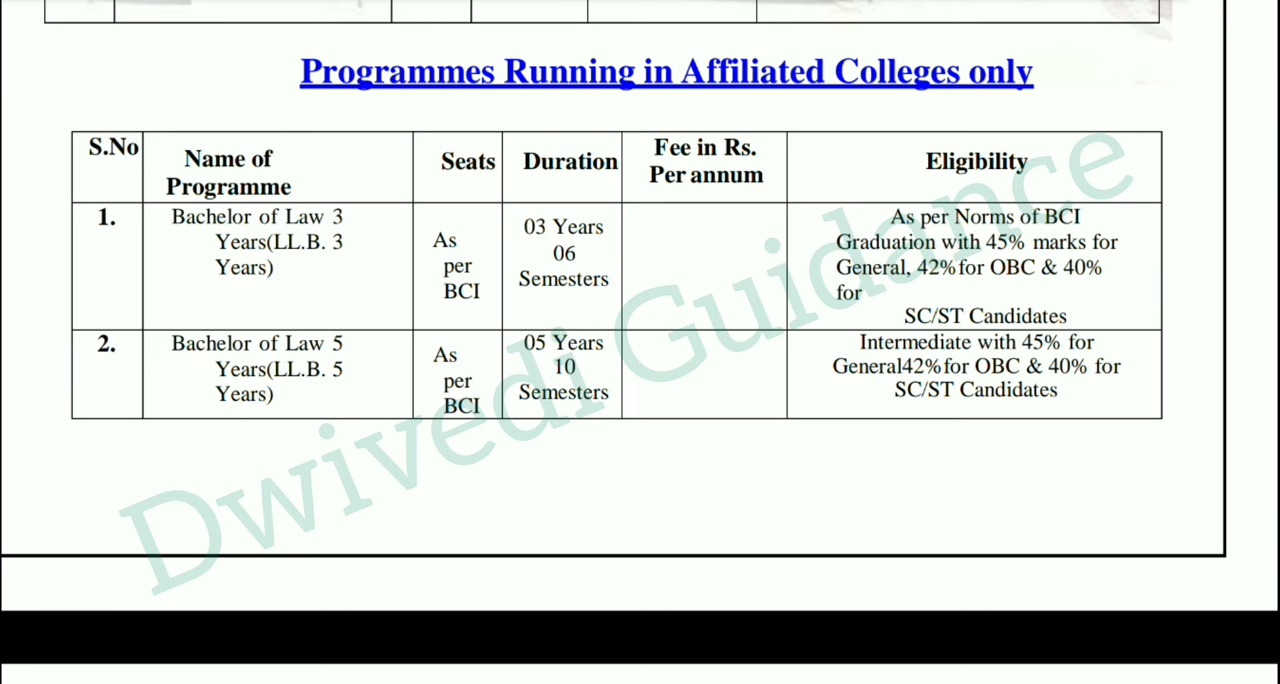 Programmes Running in Affiliated Colleges only
S.No
Name of
Programme
Seats
Duration
Fee in Rs.
Per annum
Eligibility
1.
Bachelor of Law 3
Years(LL.B. 3
Years)
As
per
BCI
03 Years
06
Semesters
As per Norms of BCI
Graduation with 45% marks for
General, 42% for OBC & 40%
for
SC/ST Candidates
2.
Bachelor of Law 5
Years(LL.B. 5
Years)
As
per
BCI
05 Years
10
Semesters
Intermediate with 45% for
General42% for OBC & 40% for
SC/ST Candidates
Dwivedi Guidance